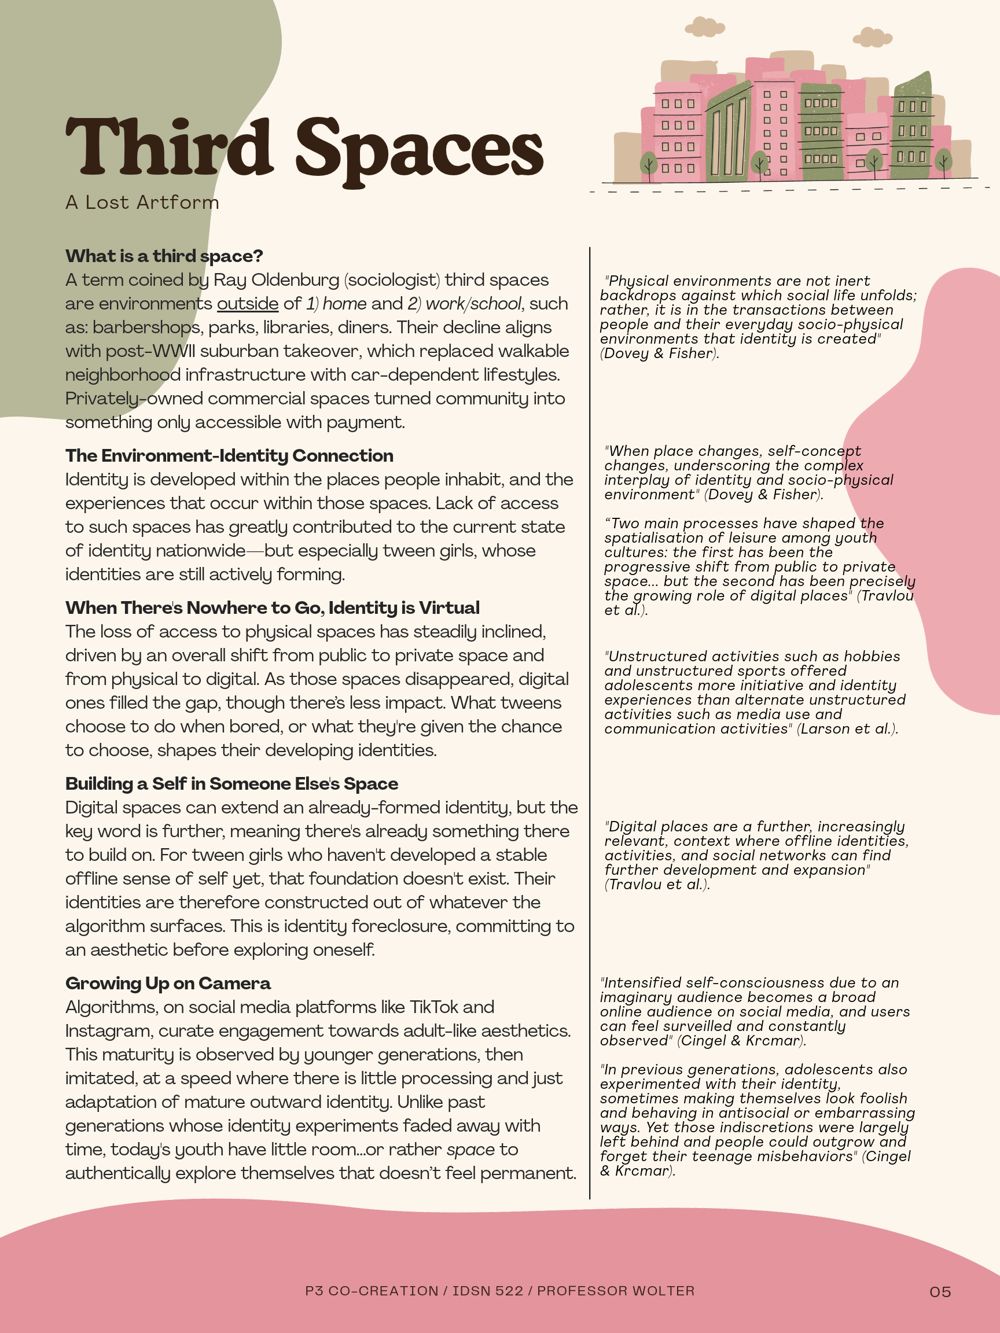 Third Spaces
A Lost Artform
What is a third space?
A term coined by Ray Oldenburg (sociologist) third spaces
are environments outside of 1) home and 2) work/school, such
as: barbershops, parks, libraries, diners. Their decline aligns
with post-WWII suburban takeover, which replaced walkable
neighborhood infrastructure with car-dependent lifestyles.
Privately-owned commercial spaces turned community into
something only accessible with payment.
The Environment-Identity Connection
Identity is developed within the places people inhabit, and the
experiences that occur within those spaces. Lack of access
to such spaces has greatly contributed to the current state
of identity nationwide—but especially tween girls, whose
identities are still actively forming.
When There's Nowhere to Go, Identity is Virtual
The loss of access to physical spaces has steadily inclined,
driven by an overall shift from public to private space and
from physical to digital. As those spaces disappeared, digital
ones filled the gap, though there's less impact. What tweens
choose to do when bored, or what they're given the chance
to choose, shapes their developing identities.
Building a Self in Someone Else's Space
Digital spaces can extend an already-formed identity, but the
key word is further, meaning there's already something there
to build on. For tween girls who haven't developed a stable
offline sense of self yet, that foundation doesn't exist. Their
identities are therefore constructed out of whatever the
algorithm surfaces. This is identity foreclosure, committing to
an aesthetic before exploring oneself.
Growing Up on Camera
Algorithms, on social media platforms like TikTok and
Instagram, curate engagement towards adult-like aesthetics.
This maturity is observed by younger generations, then
imitated, at a speed where there is little processing and just
adaptation of mature outward identity. Unlike past
generations whose identity experiments faded away with
time, today's youth have little room...or rather space to
authentically explore themselves that doesn't feel permanent.
"Physical environments are not inert
backdrops against which social life unfolds;
rather, it is in the transactions between
people and their everyday socio-physical
environments that identity is created"
(Dovey & Fisher).
"When place changes, self-concept
changes, underscoring the complex
interplay of identity and socio-physical
environment" (Dovey & Fisher).
“Two main processes have shaped the
spatialisation of leisure among youth
cultures: the first has been the
progressive shift from public to private
space... but the second has been precisely
the growing role of digital places" (Travlou
et al.).
"Unstructured activities such as hobbies
and unstructured sports offered
adolescents more initiative and identity
experiences than alternate unstructured
activities such as media use and
communication activities" (Larson et al.).
"Digital places are a further, increasingly
relevant, context where offline identities,
activities, and social networks can find
further development and expansion"
(Travlou et al.).
"Intensified self-consciousness due to an
imaginary audience becomes a broad
online audience on social media, and users
can feel surveilled and constantly
observed" (Cingel & Krcmar).
"In previous generations, adolescents also
experimented with their identity,
sometimes making themselves look foolish
and behaving in antisocial or embarrassing
ways. Yet those indiscretions were largely
left behind and people could outgrow and
forget their teenage misbehaviors" (Cingel
& Krcmar).
P3 CO-CREATION / IDSN 522 / PROFESSOR WOLTER
05